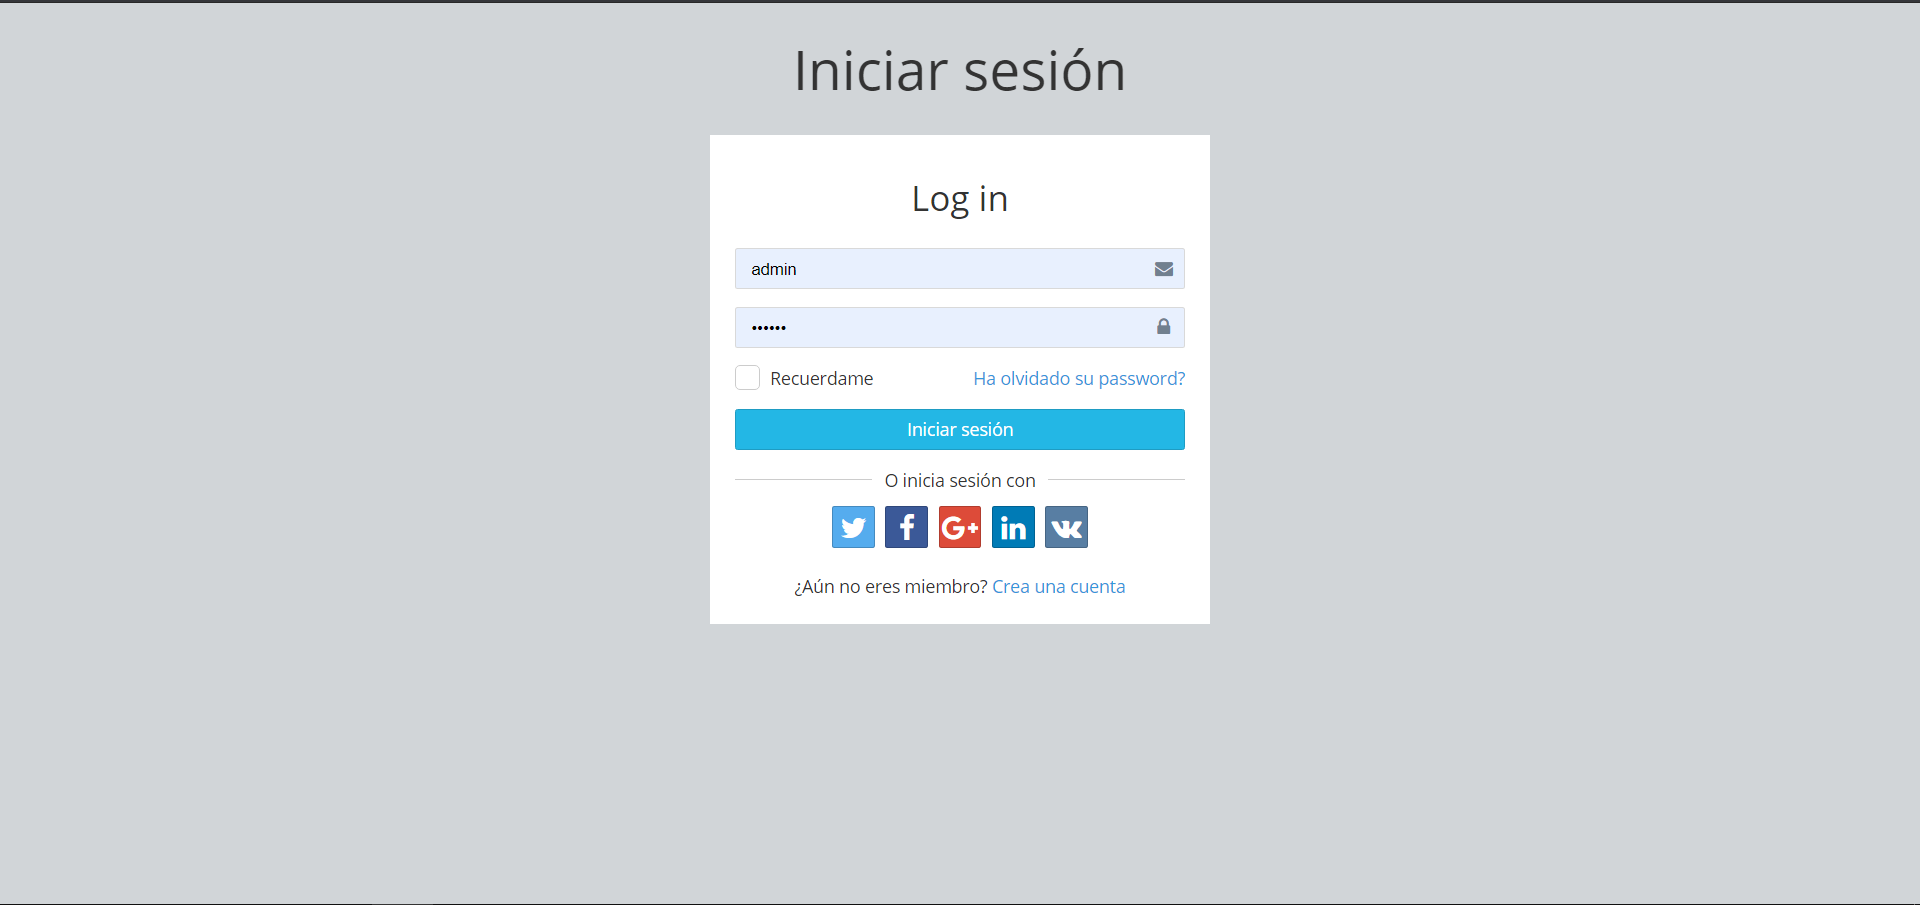 Iniciar sesión
Log in
admin
••••••
Recuerdame
Ha olvidado su password?
Iniciar sesión
O inicia sesión con
¿Aún no eres miembro? Crea una cuenta